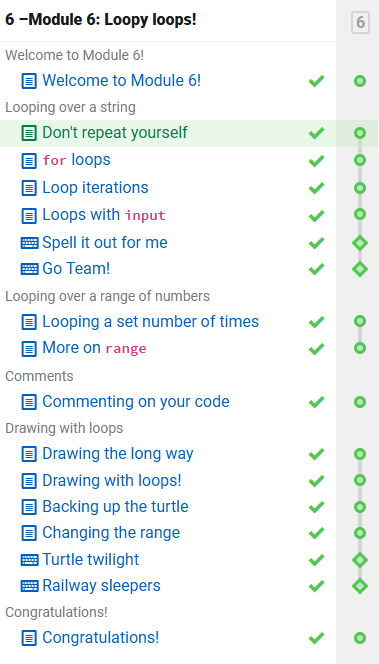 6 –Module 6: Loopy loops!
6
Welcome to Module 6!
Welcome to Module 6!
Looping over a string
Don't repeat yourself
for loops
Loop iterations
Loops with input
Spell it out for me
Go Team!
Looping over a range of numbers
Looping a set number of times
More on range
Comments
Commenting on your code
Drawing with loops
Drawing the long way
Drawing with loops!
Backing up the turtle
Changing the range
Turtle twilight
Railway sleepers
Congratulations!
Congratulations!